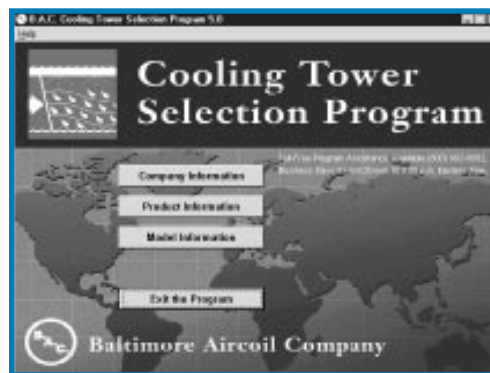 B.A.C. Cooling Tower Selection Program 5.0
Help
Cooling Tower
Selection Program
Company Information
Product Information
Model Information
Exit the Program
B.A.C.
Baltimore Aircoil Company